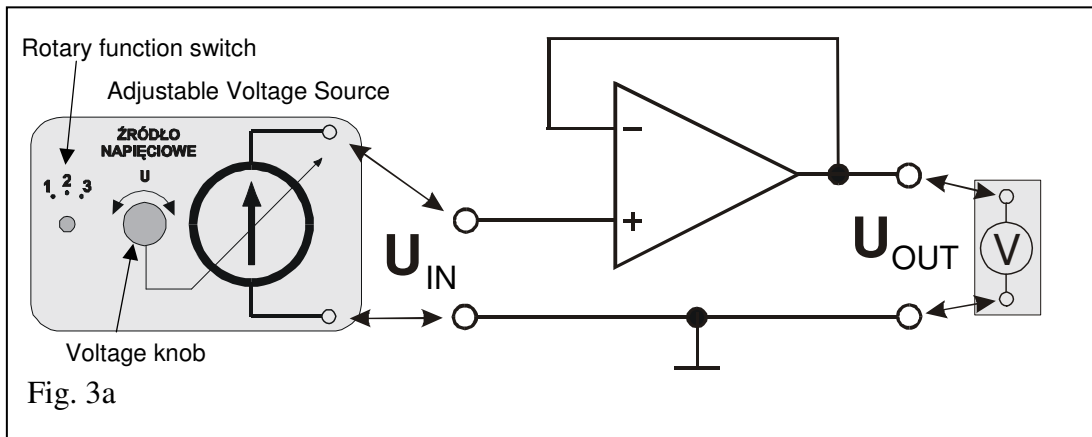 Rotary function switch
Adjustable Voltage Source
ŹRÓDŁO
NAPIĘCIOWE
U
1 2 3
−
+
U IN
U OUT
V
Voltage knob
Fig. 3a